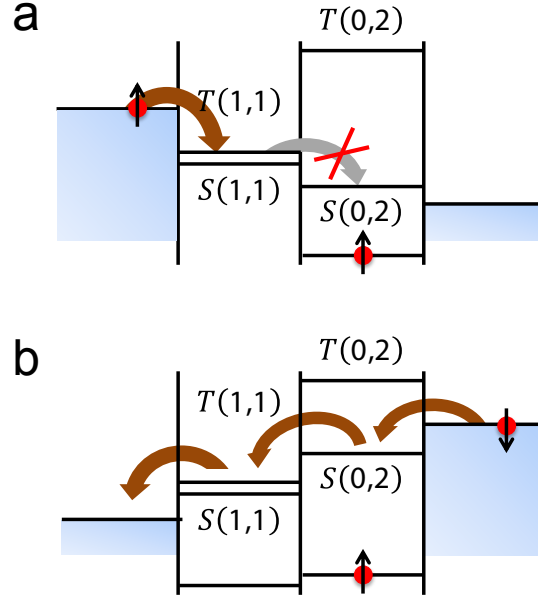 a
T(0,2)
T(1,1)
S(1,1)
S(0,2)
b
T(0,2)
T(1,1)
S(0,2)
S(1,1)